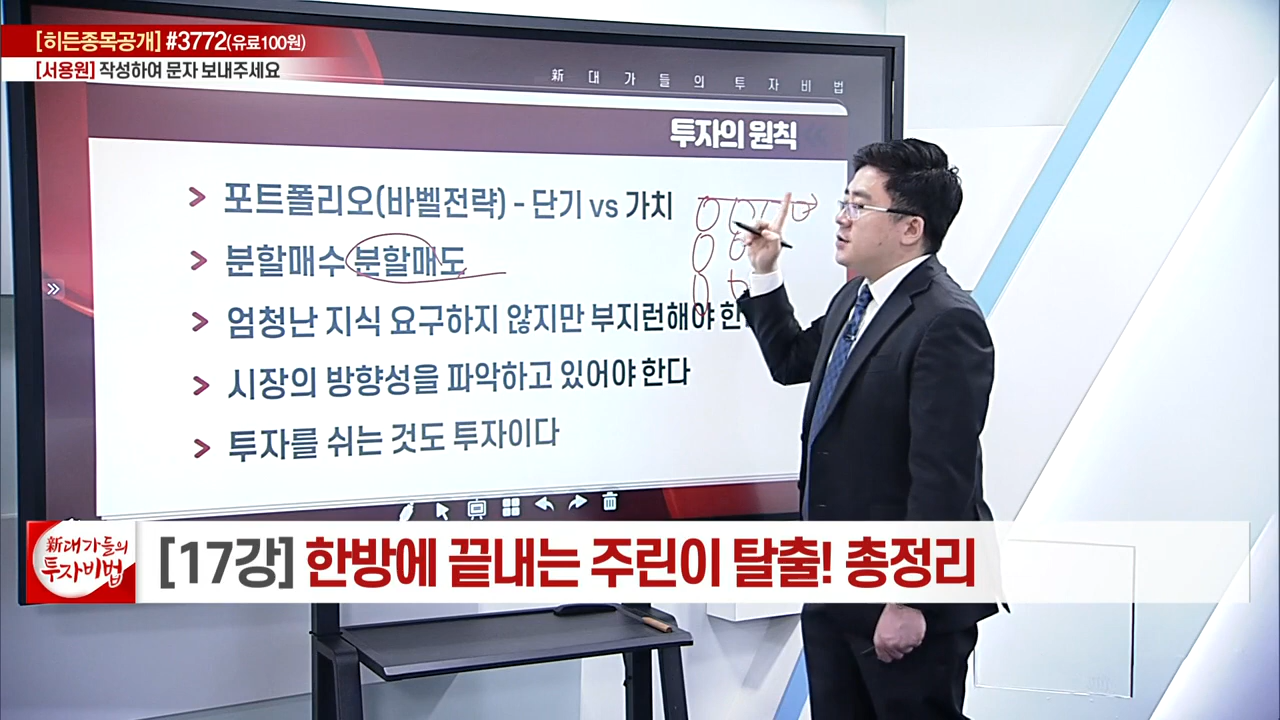 [히든종목공개] #3772(유료100원)
[서용원] 작성하여 문자 보내주세요
新 대 가 들 의 투 자 비 법
투자의 원칙
포트폴리오(바벨전략) - 단기 vs 가치
분할매수 분할매도
엄청난 지식 요구하지 않지만 부지런해야 한
시장의 방향성을 파악하고 있어야 한다
투자를 쉬는 것도 투자이다
新대가들의
투자비법
[17강] 한방에 끝내는 주린이 탈출! 총정리